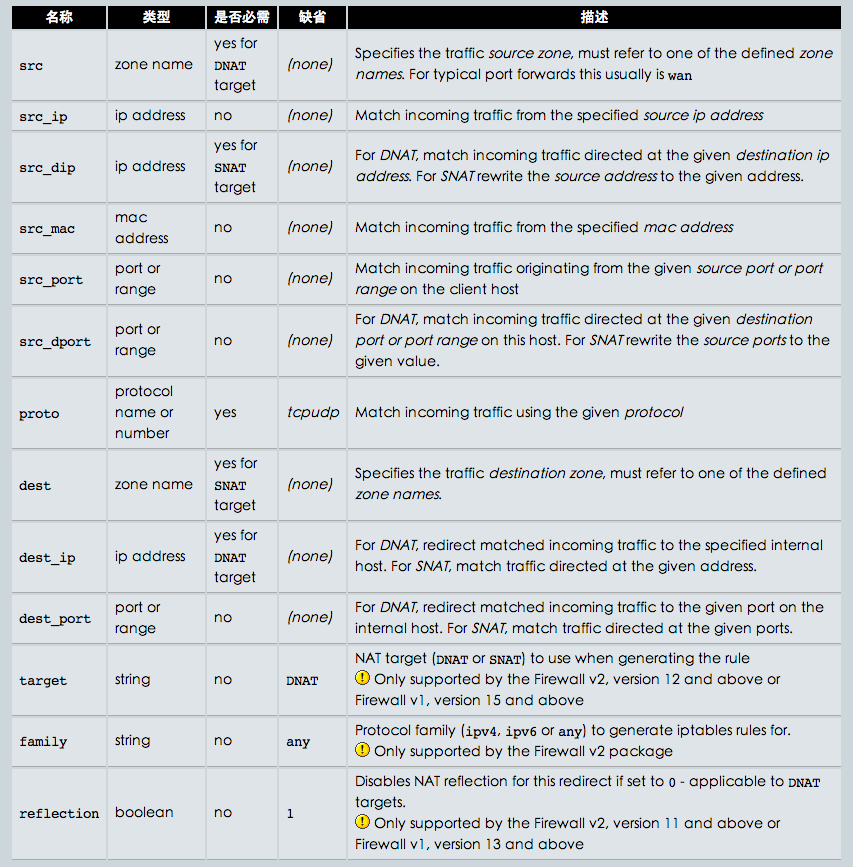 名称 类型 是否必需 缺省 描述
src zone name yes for DNAT target (none) Specifies the traffic source zone, must refer to one of the defined zone
names. For typical port forwards this usually is wan
src_ip ip address no (none) Match incoming traffic from the specified source ip address
src_dip ip address yes for SNAT target (none) For DNAT, match incoming traffic directed at the given destination ip
address. For SNAT rewrite the source address to the given address.
src_mac mac address no (none) Match incoming traffic from the specified mac address
src_port port or range no (none) Match incoming traffic originating from the given source port or port
range on the client host
src_dport port or range no (none) For DNAT, match incoming traffic directed at the given destination
port or port range on this host. For SNAT rewrite the source ports to the
given value.
proto protocol name or number yes tcpudp Match incoming traffic using the given protocol
dest zone name yes for SNAT target (none) Specifies the traffic destination zone, must refer to one of the defined
zone names.
dest_ip ip address yes for DNAT target (none) For DNAT, redirect matched incoming traffic to the specified internal
host. For SNAT, match traffic directed at the given address.
dest_port port or range no (none) For DNAT, redirect matched incoming traffic to the given port on the
internal host. For SNAT, match traffic directed at the given ports.
target string no DNAT NAT target (DNAT or SNAT) to use when generating the rule
Only supported by the Firewall v2, version 12 and above or
Firewall v1, version 15 and above
family string no any Protocol family (ipv4, ipv6 or any) to generate iptables rules for.
Only supported by the Firewall v2 package
reflection boolean no 1 Disables NAT reflection for this redirect if set to 0 - applicable to DNAT
targets.
Only supported by the Firewall v2, version 11 and above or
Firewall v1, version 13 and above